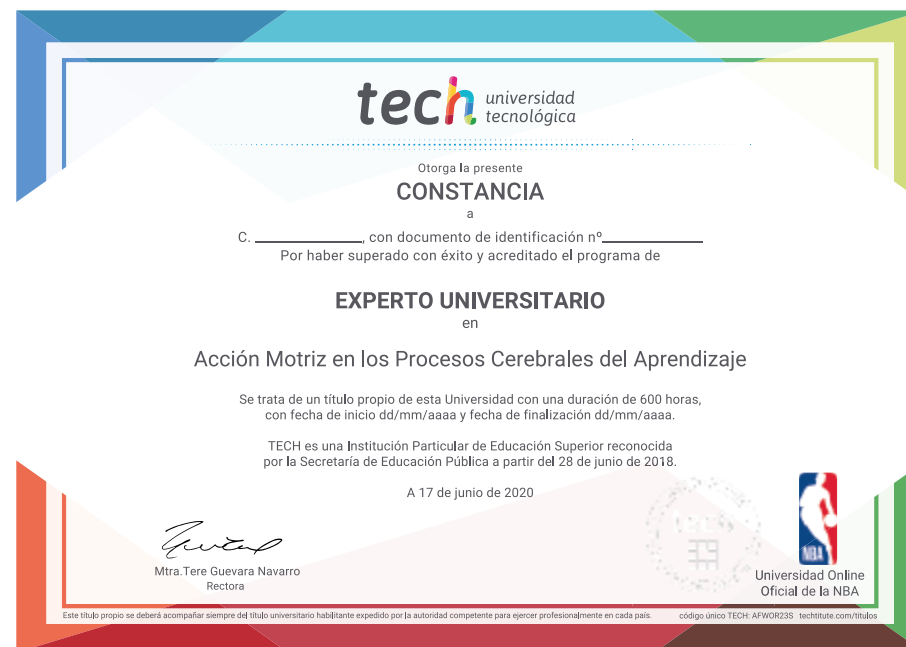 tech universidad
tecnológica
Otorga la presente
CONSTANCIA
a
C. ______________, con documento de identificación nº_____________
Por haber superado con éxito y acreditado el programa de
EXPERTO UNIVERSITARIO
en
Acción Motriz en los Procesos Cerebrales del Aprendizaje
Se trata de un título propio de esta Universidad con una duración de 600 horas,
con fecha de inicio dd/mm/aaaa y fecha de finalización dd/mm/aaaa.
TECH es una Institución Particular de Educación Superior reconocida
por la Secretaría de Educación Pública a partir del 28 de junio de 2018.
A 17 de junio de 2020
tech
NBA
Mtra.Tere Guevara Navarro
Rectora
Universidad Online
Oficial de la NBA
Este título propio se deberá acompañar siempre del título universitario habilitante expedido por la autoridad competente para ejercer profesionalmente en cada país. código único TECH: AFWOR23S techtitute.com/titulos